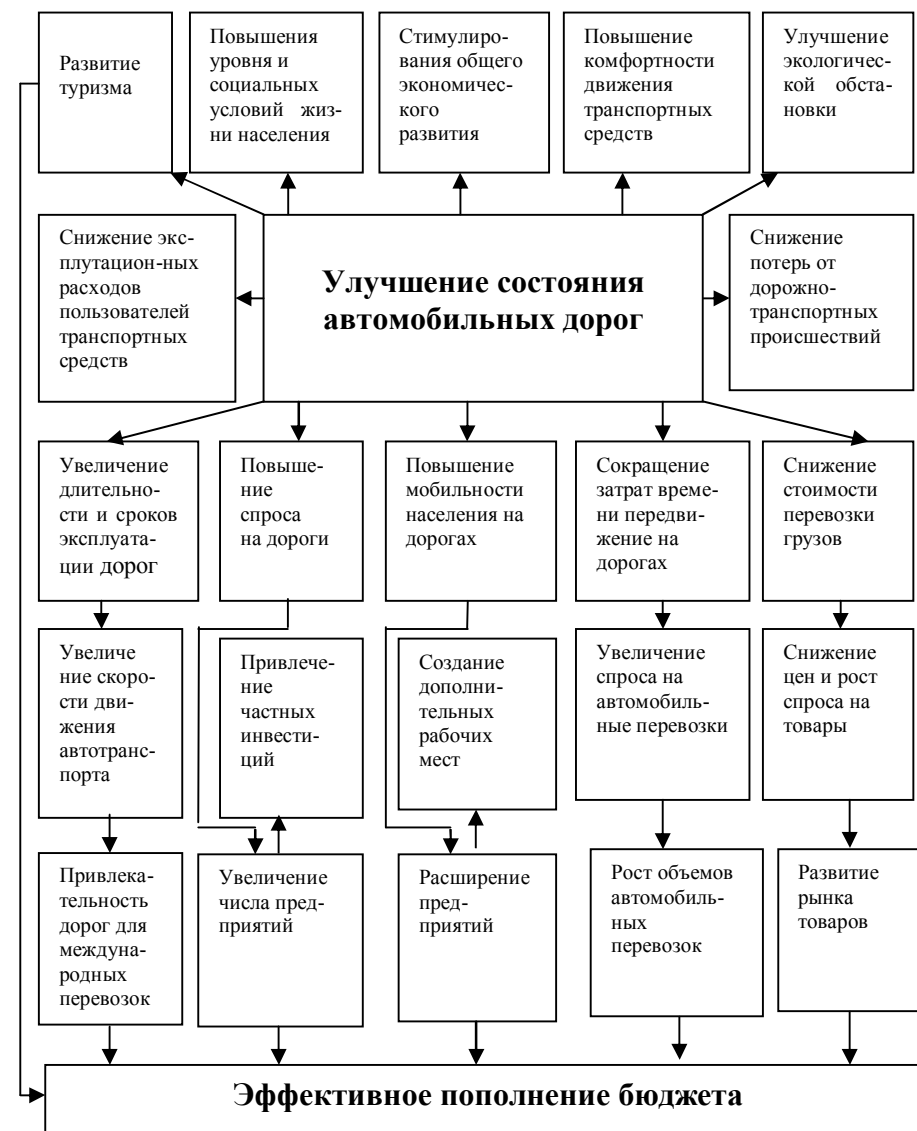 Развитие
туризма
Повышения
уровня и
социальных
условий жиз-
ни населения
Стимулиро-
вания общего
экономичес-
кого
развития
Повышение
комфортности
движения
транспортных
средств
Улучшение
экологичес-
кой обста-
новки
Снижение экс-
плутацион-ных
расходов
пользователей
транспортных
средств
Улучшение состояния
автомобильных дорог
Снижение
потерь от
дорожно-
транспортных
происшествий
Увеличение
длительно-
сти и сроков
эксплуата-
ции дорог
Повыше-
ние
спроса
на дороги
Повышение
мобильности
населения на
дорогах
Сокращение
затрат време-
ни передви-
жение на
дорогах
Снижение
стоимости
перевозки
грузов
Увеличе
ние скоро-
сти дви-
жения
автотранс-
порта
Привлече-
ние
частных
инвести-
ций
Создание
дополни-
тельных
рабочих
мест
Увеличение
спроса на
автомобиль-
ные перевозки
Снижение
цен и рост
спроса на
товары
Привлека-
тельность
дорог для
междуна-
родных
перевозок
Увеличение
числа пред-
приятий
Расширение
пред-
приятий
Рост объемов
автомобиль-
ных
перевозок
Развитие
рынка
товаров
Эффективное пополнение бюджета